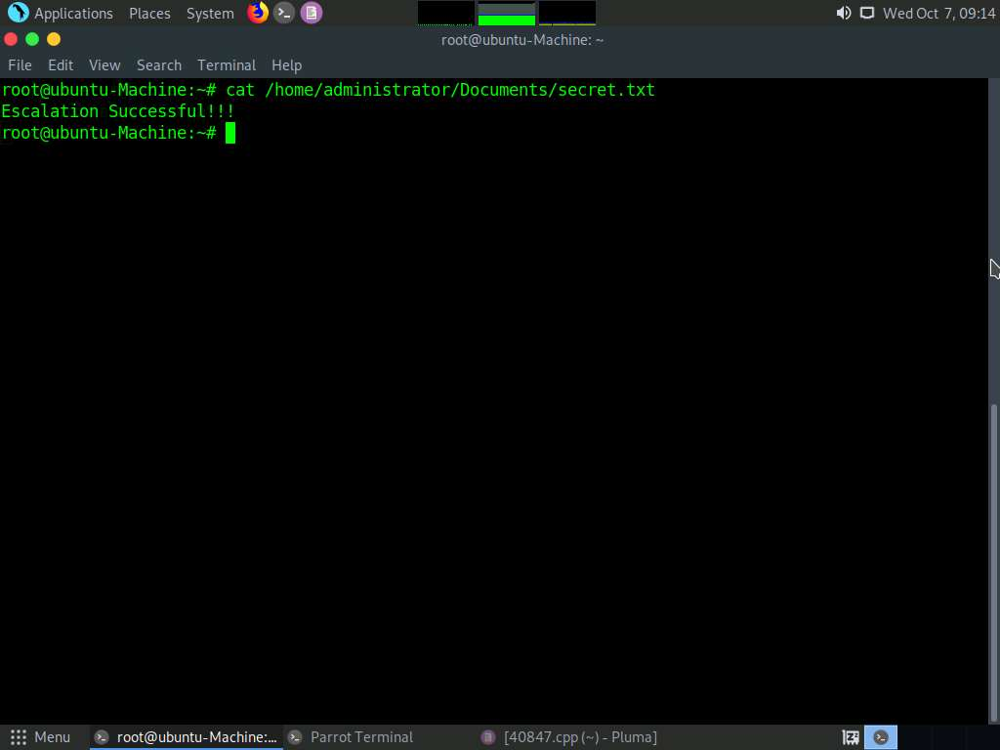 Applications Places System Wed Oct 7, 09:14
root@ubuntu-Machine: ~
File Edit View Search Terminal Help
root@ubuntu-Machine:~# cat /home/administrator/Documents/secret.txt
Escalation Successful!!!
root@ubuntu-Machine:~#
Menu root@ubuntu-Machine:... Parrot Terminal [40847.cpp (~) - Pluma]